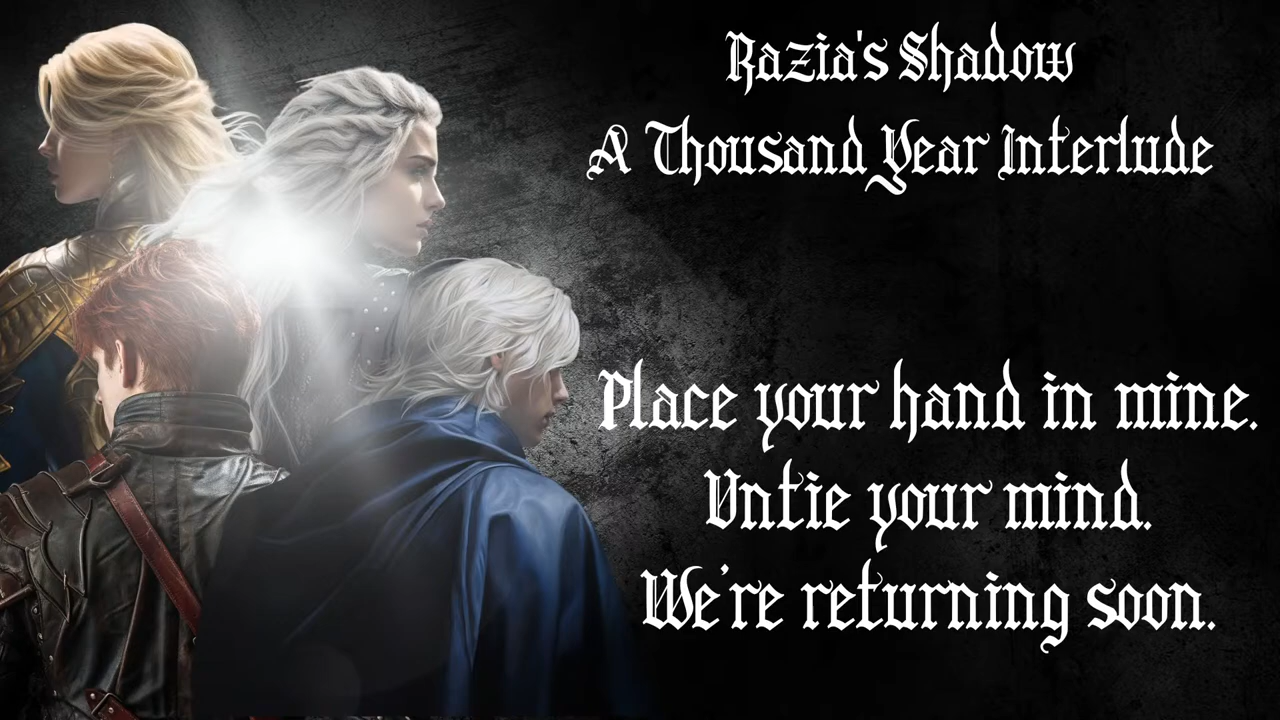 Razia's Shadow
A Thousand Year Interlude
Place your hand in mine.
Untie your mind.
We're returning soon.